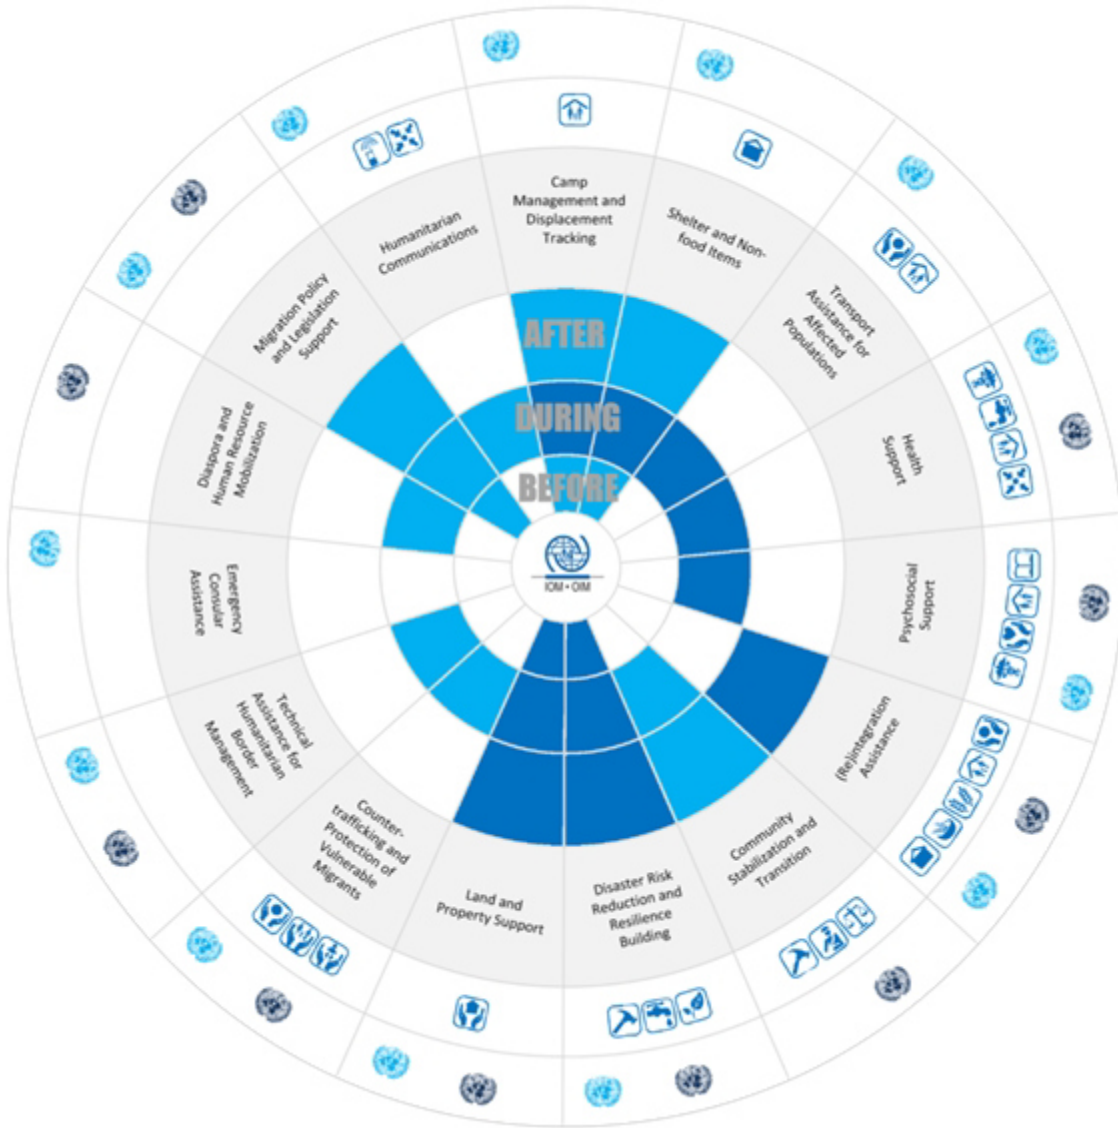 Camp
Management and
Displacement
Tracking
Shelter and Non-
food Items
Transport
Assistance for
Affected
Populations
Health
Support
Psychosocial
Support
(Re)integration
Assistance
Community
Stabilization and
Transition
Disaster Risk
Reduction and
Resilience
Building
Land and
Property Support
Counter-
trafficking and
Protection of
Vulnerable
Migrants
Technical
Assistance for
Humanitarian
Border
Management
Emergency
Consular
Assistance
Diaspora and
Human Resource
Mobilization
Migration Policy
and Legislation
Support
Humanitarian
Communications
AFTER
DURING
BEFORE
IOM • OIM